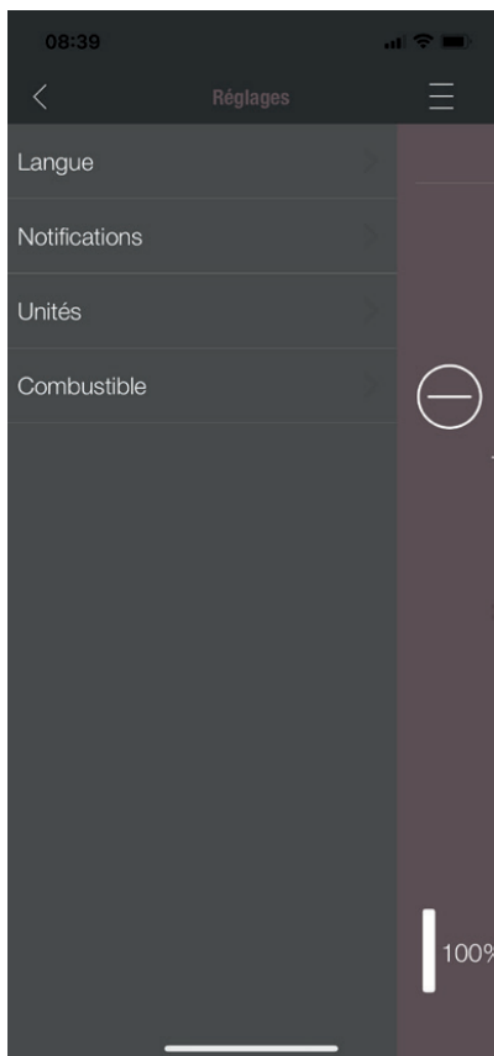 08:39
Réglages
Langue
Notifications
Unités
Combustible
100%